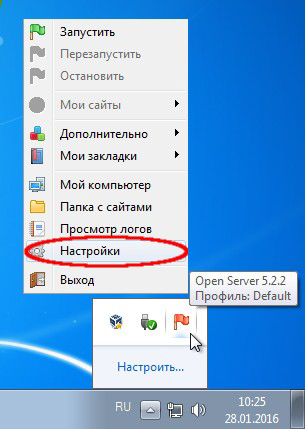 Запустить
Перезапустить
Остановить
Мои сайты
Дополнительно
Мои закладки
Мой компьютер
Папка с сайтами
Просмотр логов
Настройки
Выход
Open Server 5.2.2
Профиль: Default
Настроить...
RU
10:25
28.01.2016